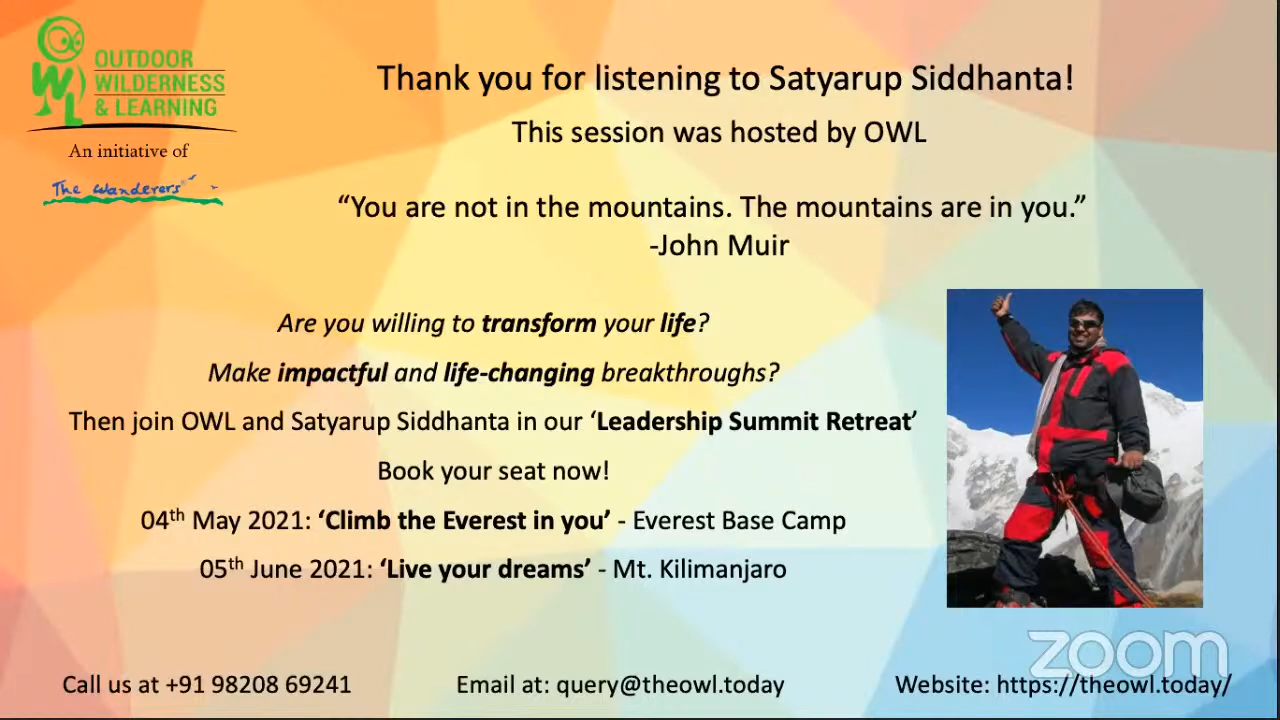 OUTDOOR
WILDERNESS
& LEARNING
An initiative of
The Wanderers
Thank you for listening to Satyarup Siddhanta!
This session was hosted by OWL
“You are not in the mountains. The mountains are in you.”
-John Muir
Are you willing to transform your life?
Make impactful and life-changing breakthroughs?
Then join OWL and Satyarup Siddhanta in our ‘Leadership Summit Retreat’
Book your seat now!
04th May 2021: ‘Climb the Everest in you’ - Everest Base Camp
05th June 2021: ‘Live your dreams’ - Mt. Kilimanjaro
zoom
Call us at +91 98208 69241 Email at: query@theowl.today Website: https://theowl.today/